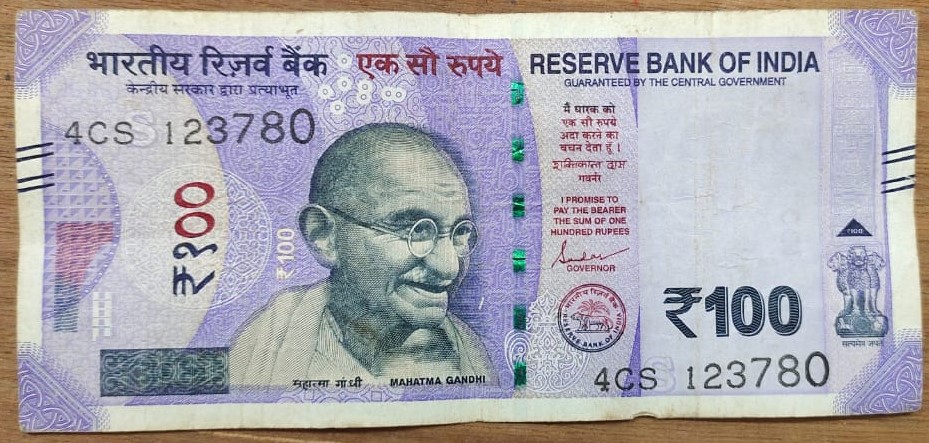 भारतीय रिज़र्व बैंक
एक सौ रुपये
RESERVE BANK OF INDIA
केन्द्रीय सरकार द्वारा प्रत्याभूत
GUARANTEED BY THE CENTRAL GOVERNMENT
4CS 123780
मैं धारक को
एक सौ रुपये
अदा करने का
वचन देता हूँ ।
शक्तिकान्त दास
गवर्नर
₹१००
₹100
I PROMISE TO
PAY THE BEARER
THE SUM OF ONE
HUNDRED RUPEES
GOVERNOR
₹100
₹100
RESERVE BANK OF INDIA
सत्यमेव जयते
महात्मा गांधी
MAHATMA GANDHI
4CS 123780